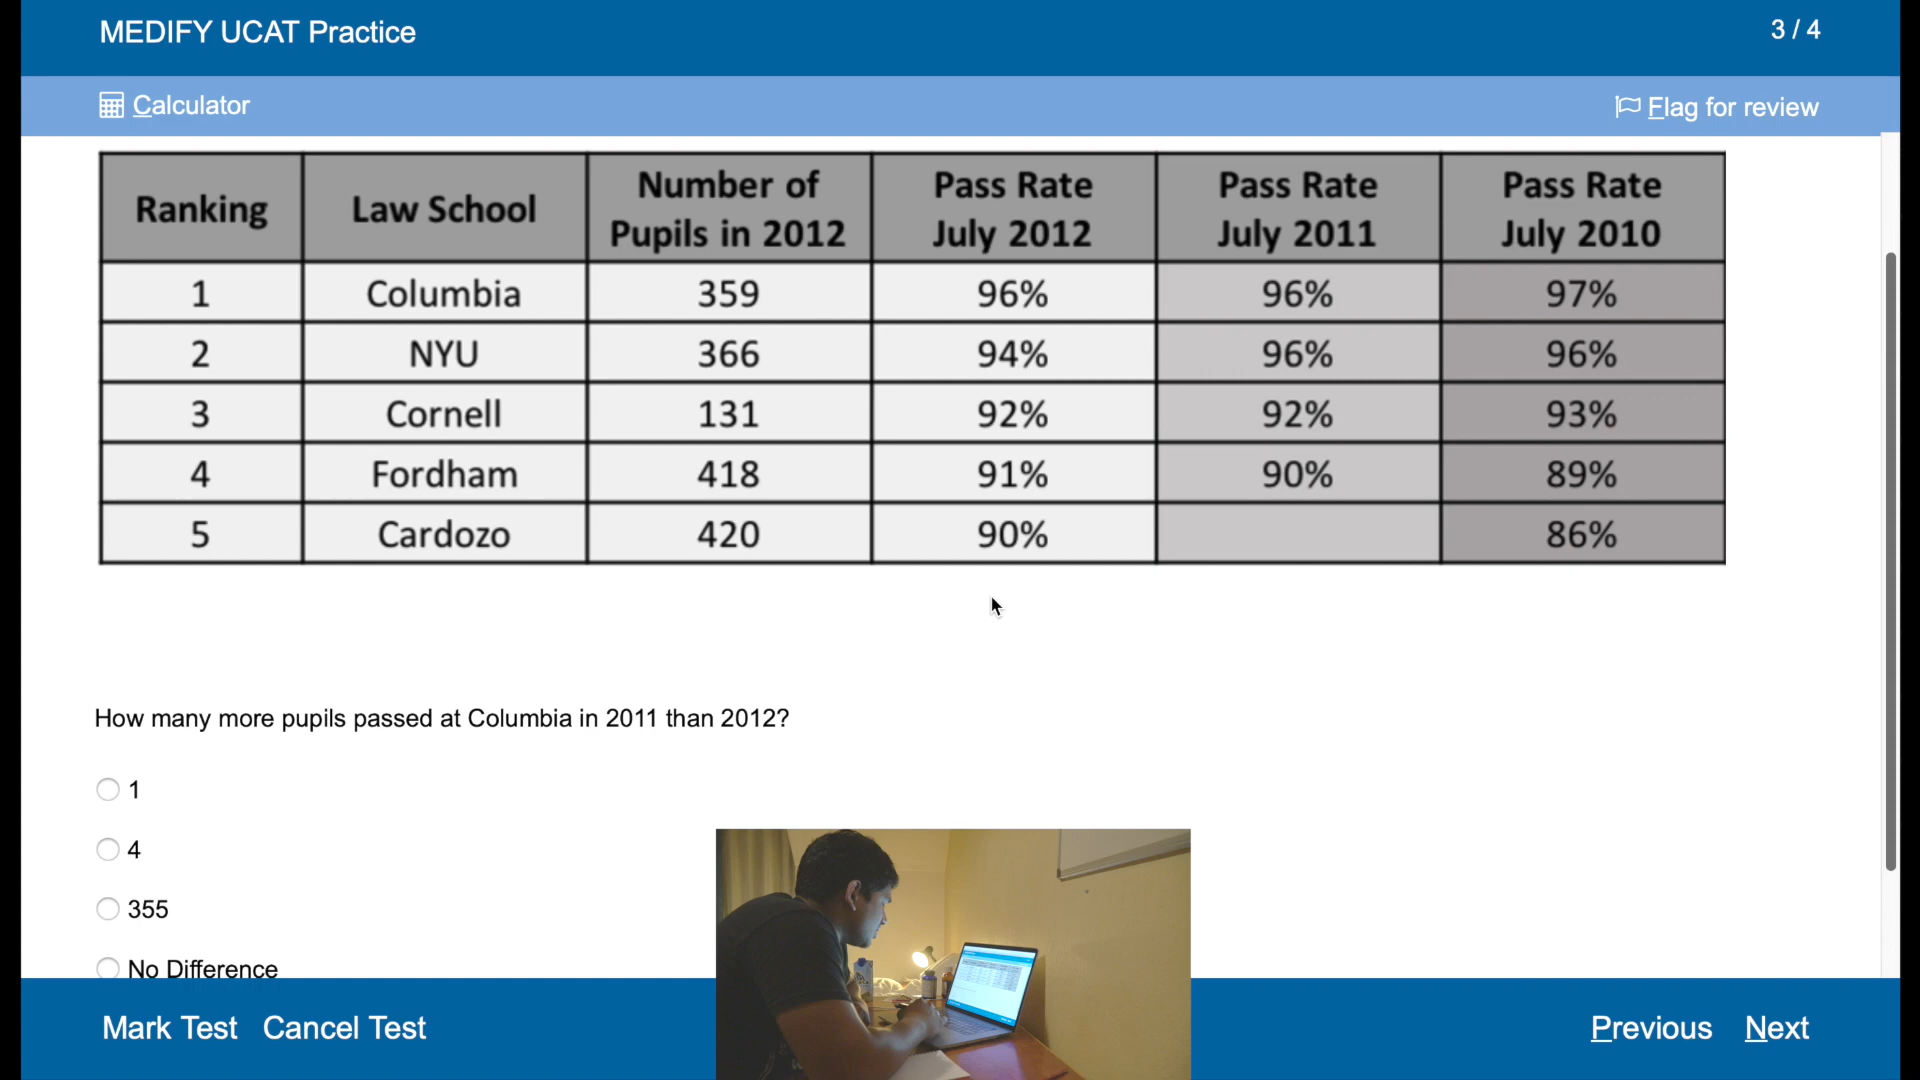 MEDIFY UCAT Practice
3 / 4
Calculator
Flag for review
Ranking Law School Number of Pupils in 2012 Pass Rate July 2012 Pass Rate July 2011 Pass Rate July 2010
1 Columbia 359 96% 96% 97%
2 NYU 366 94% 96% 96%
3 Cornell 131 92% 92% 93%
4 Fordham 418 91% 90% 89%
5 Cardozo 420 90% 86%
How many more pupils passed at Columbia in 2011 than 2012?
1
4
355
No Difference
Mark Test Cancel Test
Previous Next